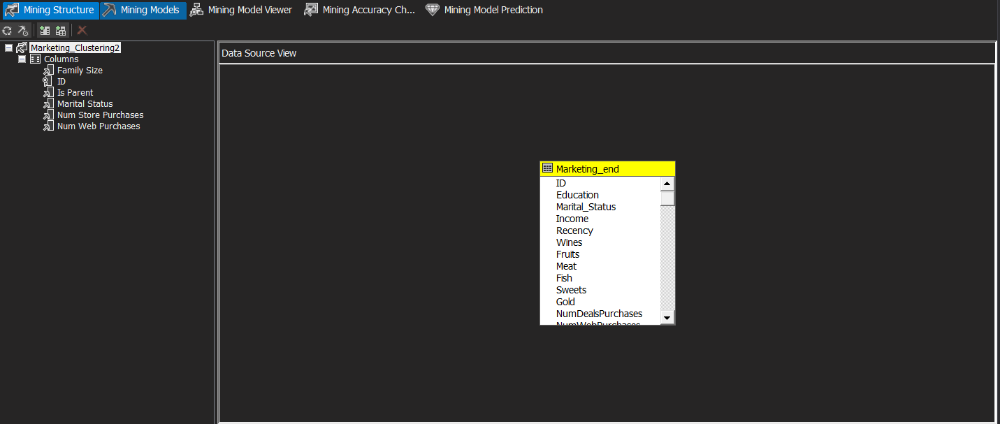 Mining Structure Mining Models Mining Model Viewer Mining Accuracy Ch... Mining Model Prediction
Marketing_Clustering2
Columns
Family Size
ID
Is Parent
Marital Status
Num Store Purchases
Num Web Purchases
Data Source View
Marketing_end
ID
Education
Marital_Status
Income
Recency
Wines
Fruits
Meat
Fish
Sweets
Gold
NumDealsPurchases
NumWebPurchases